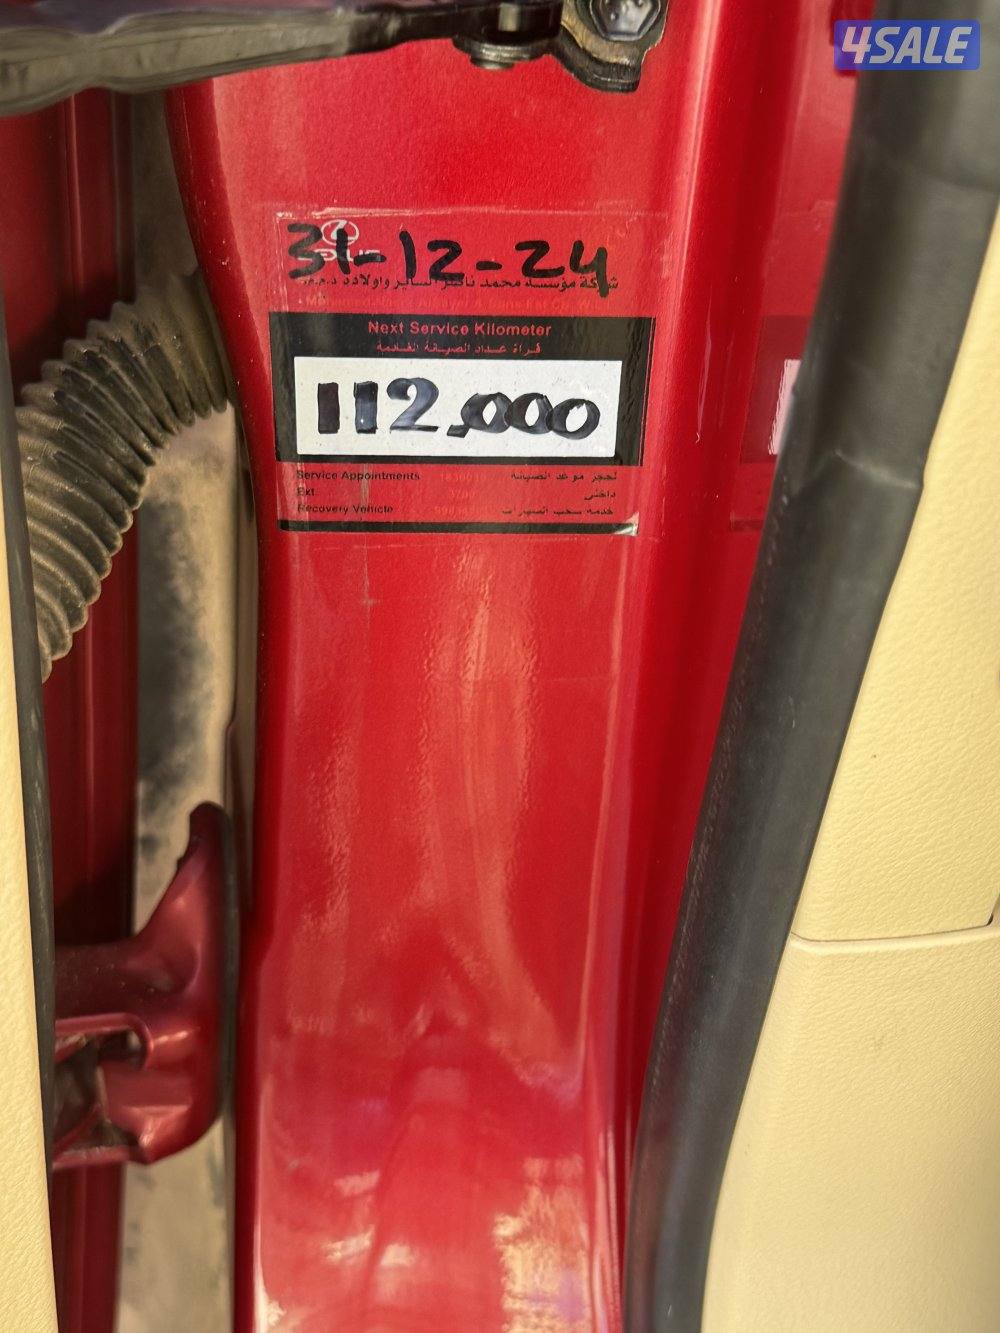 4SALE
31-12-24
شركة مؤسسة محمد ناصر الساير واولاده ذ.م.م
Next Service Kilometer
قراة عداد الصيانة القادمة
112,000
Service Appointments لحجز موعد الصيانة
Ext. داخلي
Recovery Vehicle خدمة سحب السيارات